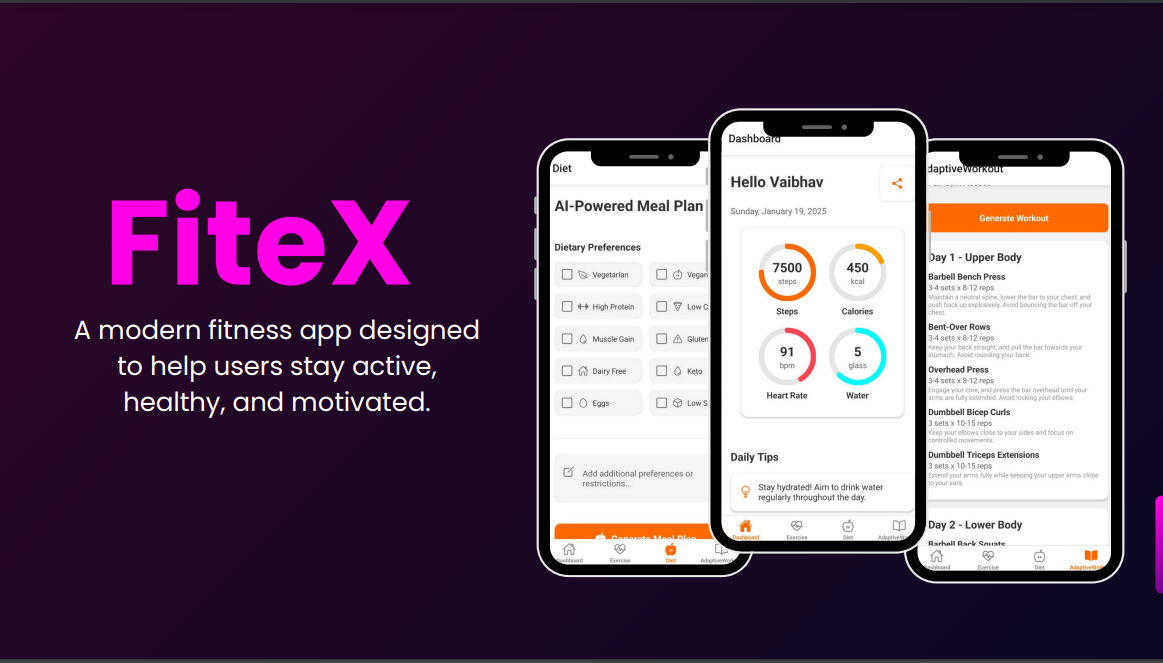 FiteX
A modern fitness app designed
to help users stay active,
healthy, and motivated.
Diet
AI-Powered Meal Plan
Dietary Preferences
Vegetarian
Vegan
High Protein
Low C
Muscle Gain
Gluten
Dairy Free
Keto
Eggs
Low S
Add additional preferences or
restrictions...
Generate Meal Plan
Dashboard
Exercise
Diet
AdaptiveWork
Dashboard
Hello Vaibhav
Sunday, January 19, 2025
7500
steps
Steps
450
kcal
Calories
91
bpm
Heart Rate
5
glass
Water
Daily Tips
Stay hydrated! Aim to drink water
regularly throughout the day.
Dashboard
Exercise
Diet
AdaptiveWo
daptiveWorkout
Generate Workout
Day 1 - Upper Body
Barbell Bench Press
3-4 sets x 8-12 reps
Maintain a neutral spine, lower the bar to your chest, and
push back up explosively. Avoid bouncing the bar off your
chest.
Bent-Over Rows
3-4 sets x 8-12 reps
Keep your back straight, and pull the bar towards your
stomach. Avoid rounding your back.
Overhead Press
3-4 sets x 8-12 reps
Engage your core, and press the bar overhead until your
arms are fully extended. Avoid locking your elbows.
Dumbbell Bicep Curls
3 sets x 10-15 reps
Keep your elbows close to your sides and focus on
controlled movements.
Dumbbell Triceps Extensions
3 sets x 10-15 reps
Extend your arms fully while keeping your upper arms close
to your ears.
Day 2 - Lower Body
Barbell Back Squats
Dashboard
Exercise
Diet
AdaptiveWork